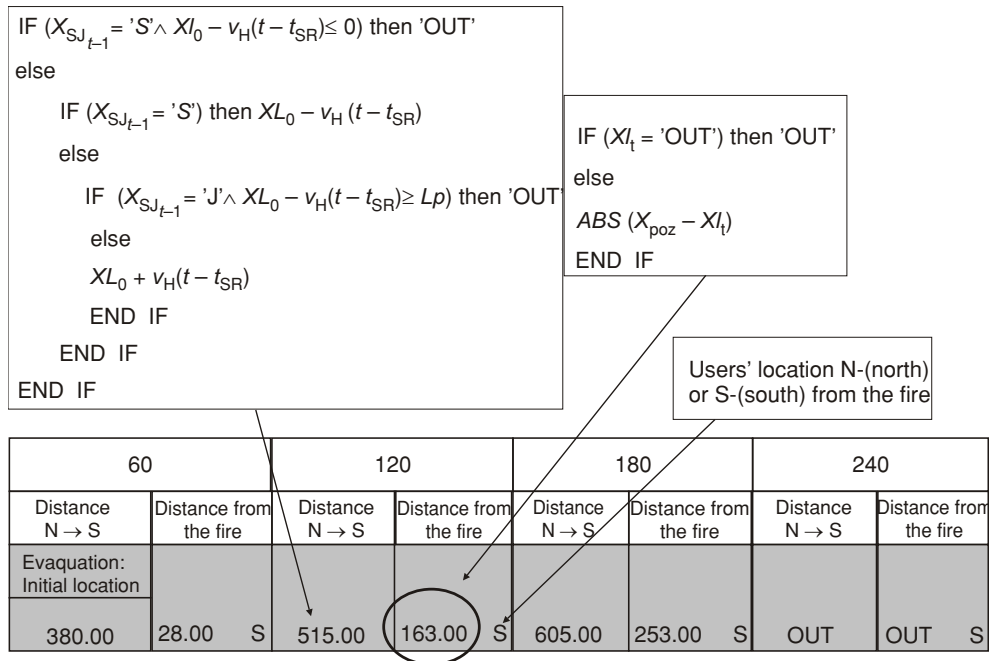 IF (X_SJ_t–1 = 'S' ∧ Xl_0 – v_H(t – t_SR) ≤ 0) then 'OUT'
else
IF (X_SJ_t–1 = 'S') then XL_0 – v_H (t – t_SR)
else
IF (X_SJ_t–1 = 'J' ∧ XL_0 – v_H(t – t_SR) ≥ Lp) then 'OUT'
else
XL_0 + v_H(t – t_SR)
END IF
END IF
END IF
IF (Xl_t = 'OUT') then 'OUT'
else
ABS (X_poz – Xl_t)
END IF
Users' location N-(north)
or S-(south) from the fire
60 120 180 240
Distance Distance from Distance Distance from Distance Distance from Distance Distance from
N → S the fire N → S the fire N → S the fire N → S the fire
Evaquation:
Initial location
380.00 28.00 S 515.00 163.00 S 605.00 253.00 S OUT OUT S